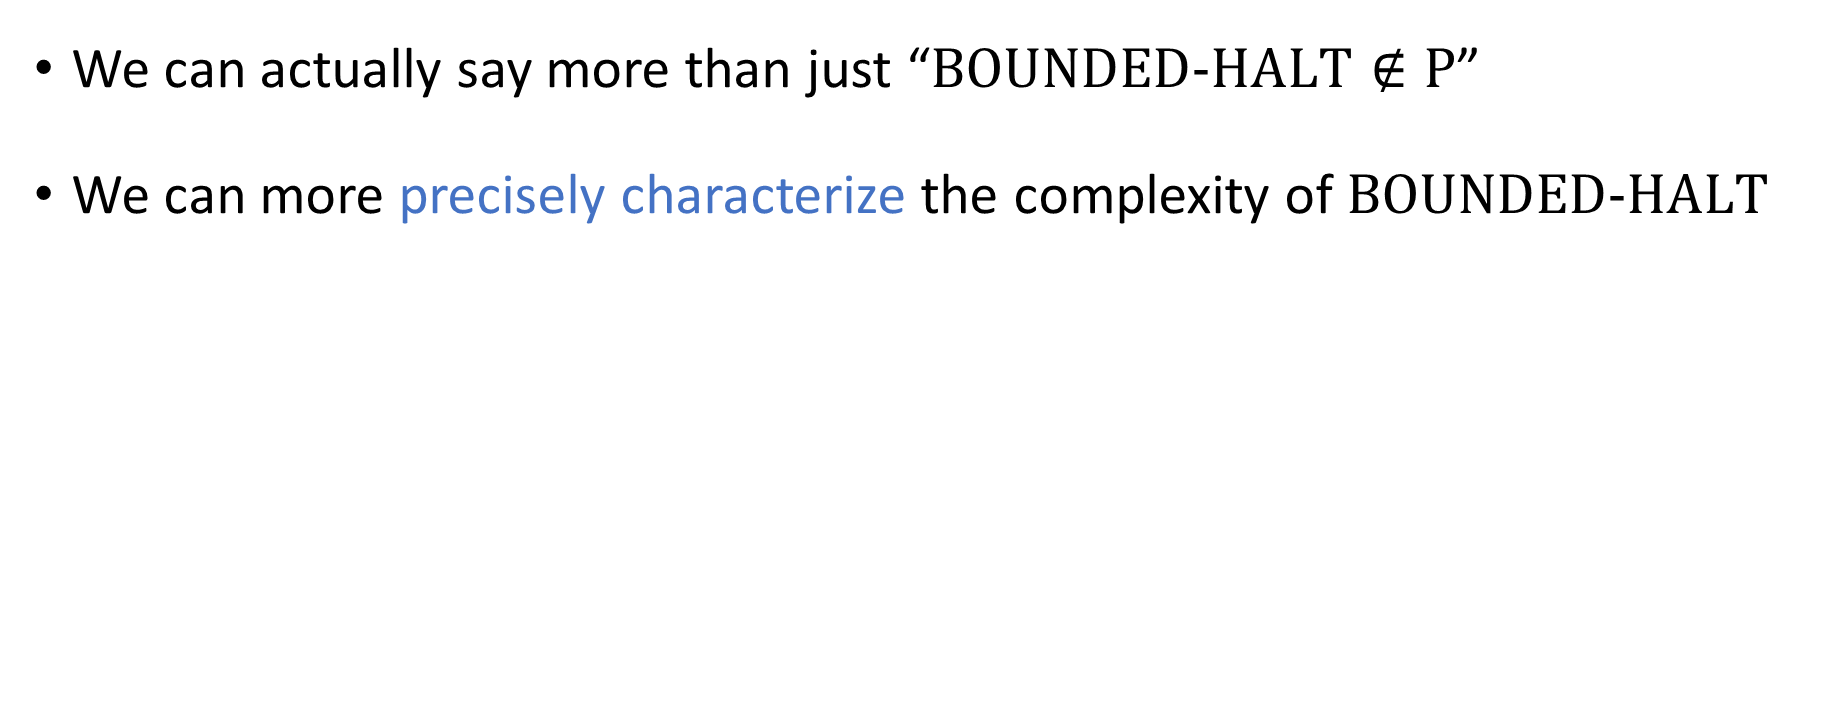 • We can actually say more than just “BOUNDED-HALT ∉ P”
• We can more precisely characterize the complexity of BOUNDED-HALT